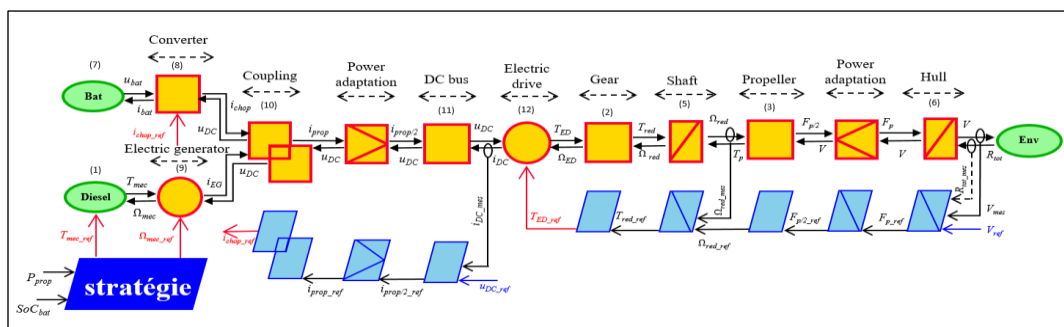 Converter
(7)
(8)
Coupling
Power
adaptation
DC bus
Electric
drive
Gear
Shaft
Propeller
Power
adaptation
Hull
(10)
(11)
(12)
(2)
(5)
(3)
(6)
Bat
u_bat
i_bat
i_chop
u_DC
i_chop_ref
i_prop
u_DC
i_prop/2
u_DC
u_DC
i_DC
T_ED
Ω_ED
T_red
Ω_red
Ω_red
T_p
F_p/2
V
F_p
V
V
R_tot
Env
Electric generator
(1)
(9)
Diesel
T_mec
Ω_mec
i_EG
u_DC
T_mec_ref
Ω_mec_ref
i_chop_ref
i_DC_mes
T_ED_ref
T_red_ref
Ω_red_mec
Ω_red_ref
F_p/2_ref
F_p_ref
R_tot_mec
V_mec
V_ref
P_prop
SoC_bat
stratégie
i_prop_ref
i_prop/2_ref
u_DC_ref